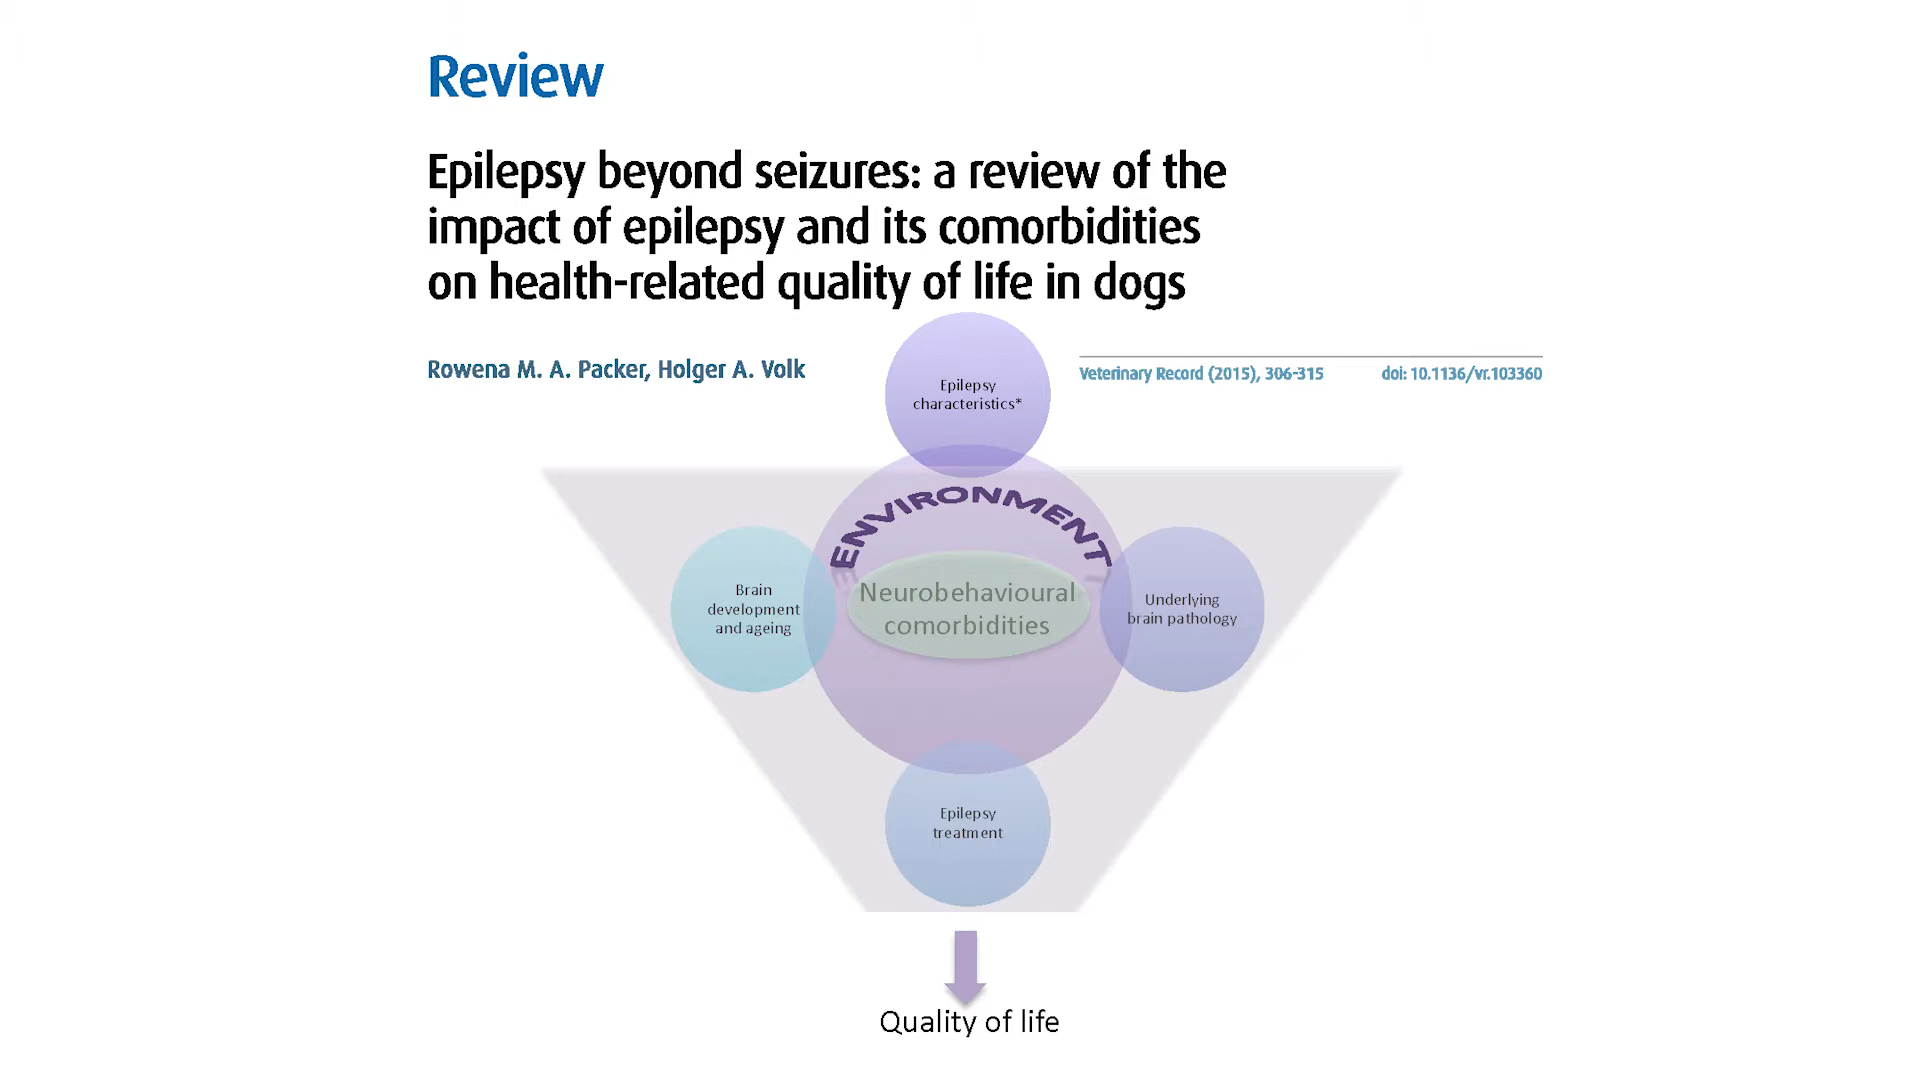 Review
Epilepsy beyond seizures: a review of the
impact of epilepsy and its comorbidities
on health-related quality of life in dogs
Rowena M. A. Packer, Holger A. Volk
Veterinary Record (2015), 306-315 doi: 10.1136/vr.103360
Epilepsy
characteristics*
ENVIRONMENT
Neurobehavioural
comorbidities
Brain
development
and ageing
Underlying
brain pathology
Epilepsy
treatment
Quality of life